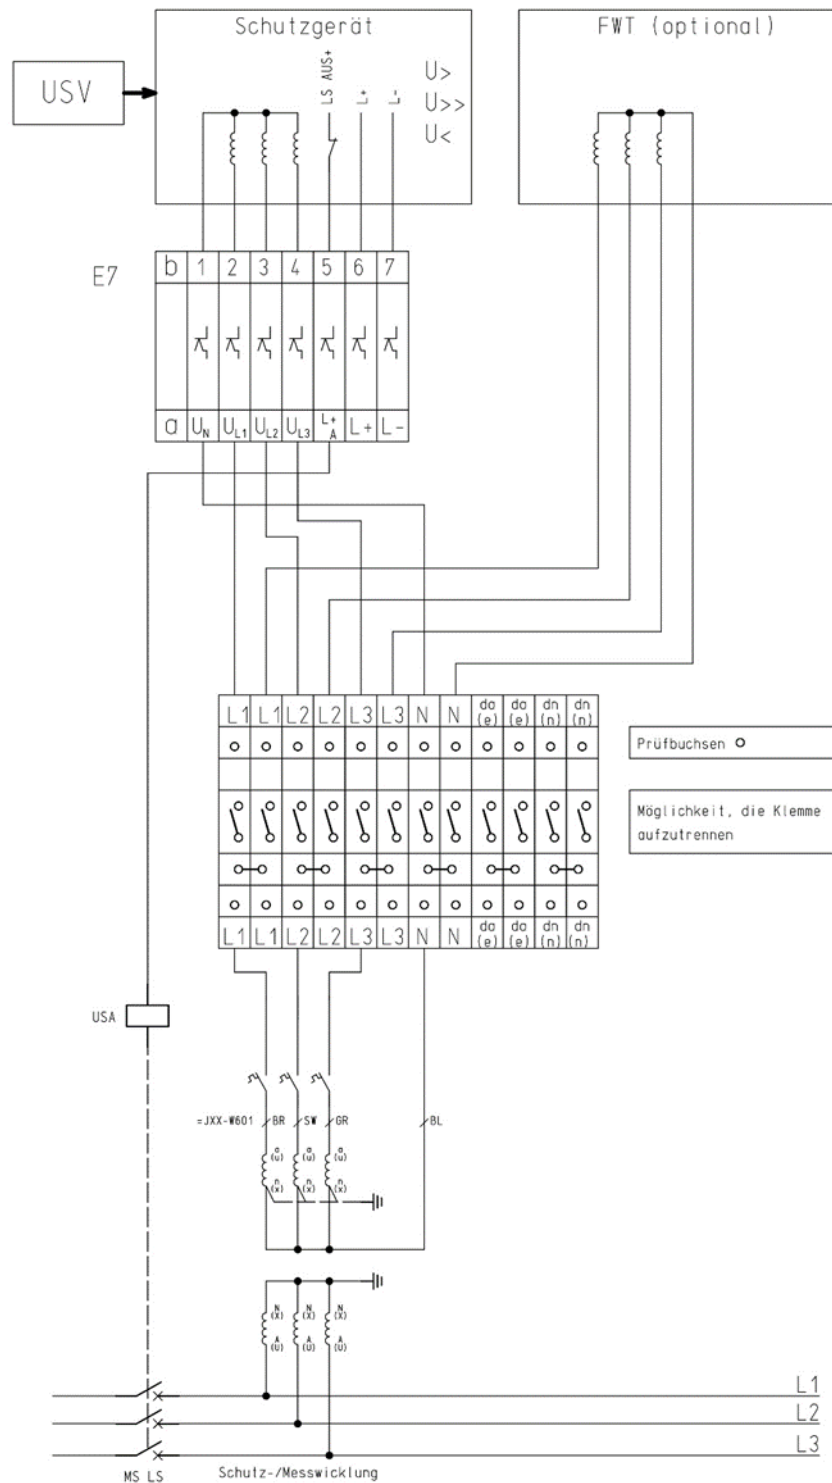 Schutzgerät
FWT (optional)
USV
LS AUS+
L+
L-
U>
U>>
U<
E7
b 1 2 3 4 5 6 7
a UN UL1 UL2 UL3 L+ A L+ L-
L1 L1 L2 L2 L3 L3 N N da (e) da (e) dn (n) dn (n)
Prüfbuchsen
Möglichkeit, die Klemme
aufzutrennen
L1 L1 L2 L2 L3 L3 N N da (e) da (e) dn (n) dn (n)
USA
=JXX-W601 BR SW GR BL
a (u) a (u) a (u)
n (x) n (x) n (x)
N (X) N (X) N (X)
A (U) A (U) A (U)
L1
L2
L3
MS LS
Schutz-/Messwicklung